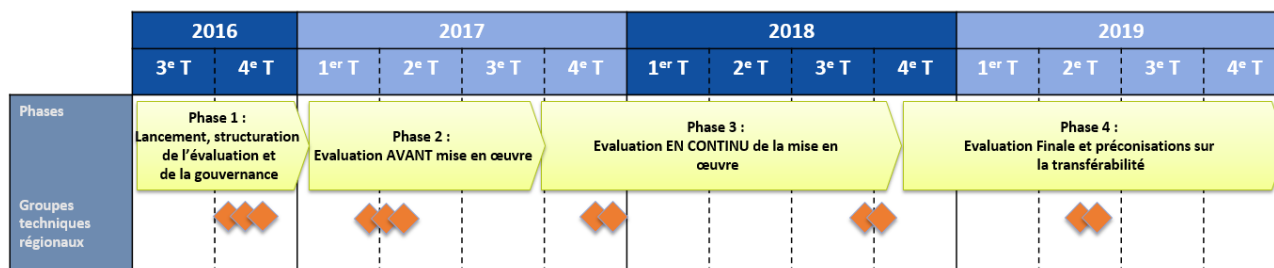 2016 2017 2018 2019
3e T 4e T 1er T 2e T 3e T 4e T 1er T 2e T 3e T 4e T 1er T 2e T 3e T 4e T
Phases
Phase 1 :
Lancement, structuration
de l’évaluation et
de la gouvernance
Phase 2 :
Evaluation AVANT mise en œuvre
Phase 3 :
Evaluation EN CONTINU de la mise en
œuvre
Phase 4 :
Evaluation Finale et préconisations sur
la transférabilité
Groupes
techniques
régionaux